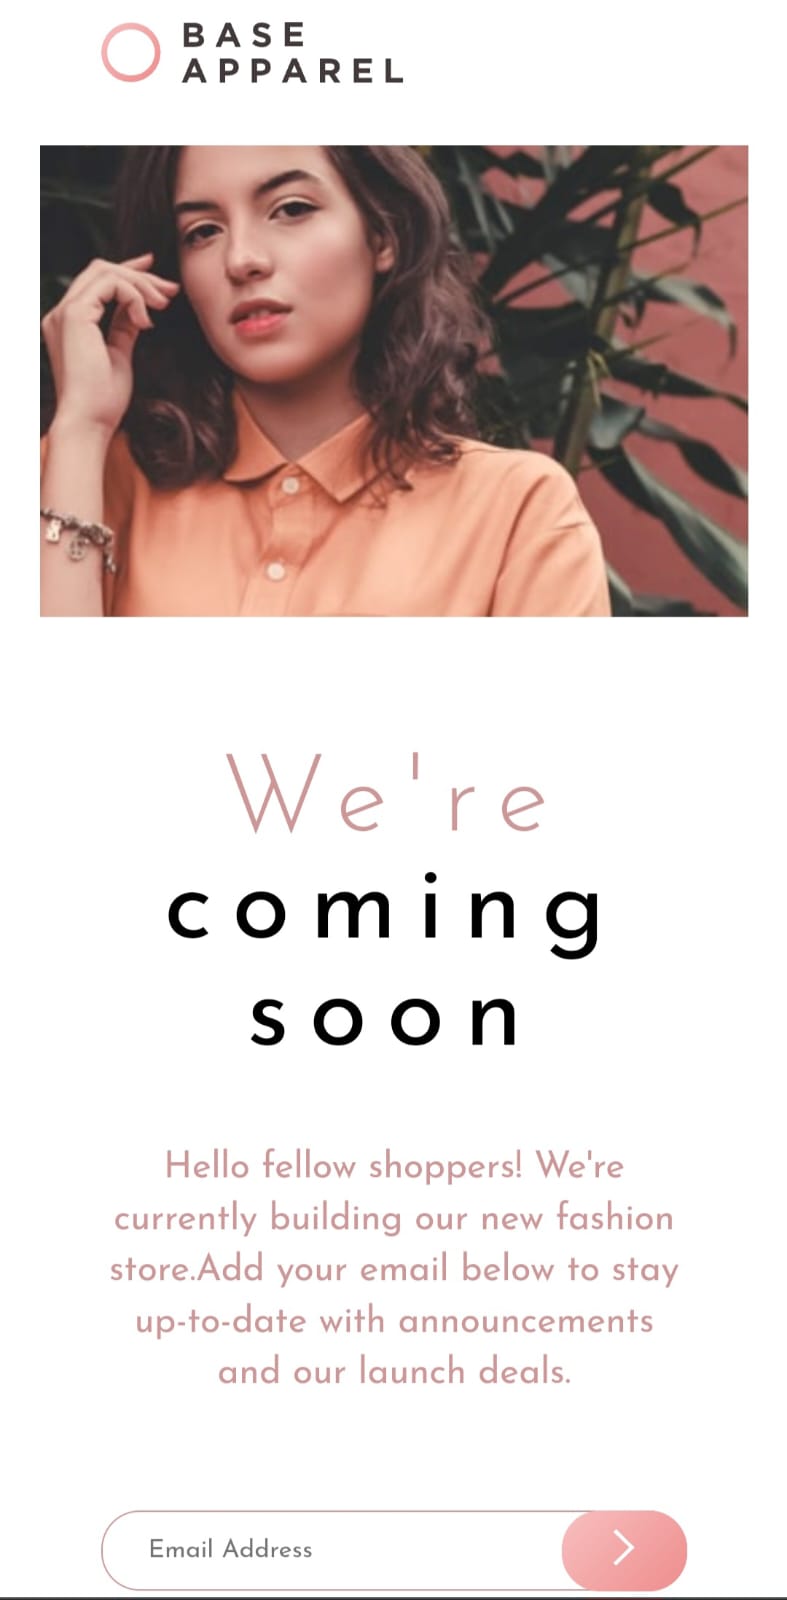 BASE
APPAREL
We're
coming
soon
Hello fellow shoppers! We're
currently building our new fashion
store.Add your email below to stay
up-to-date with announcements
and our launch deals.
Email Address